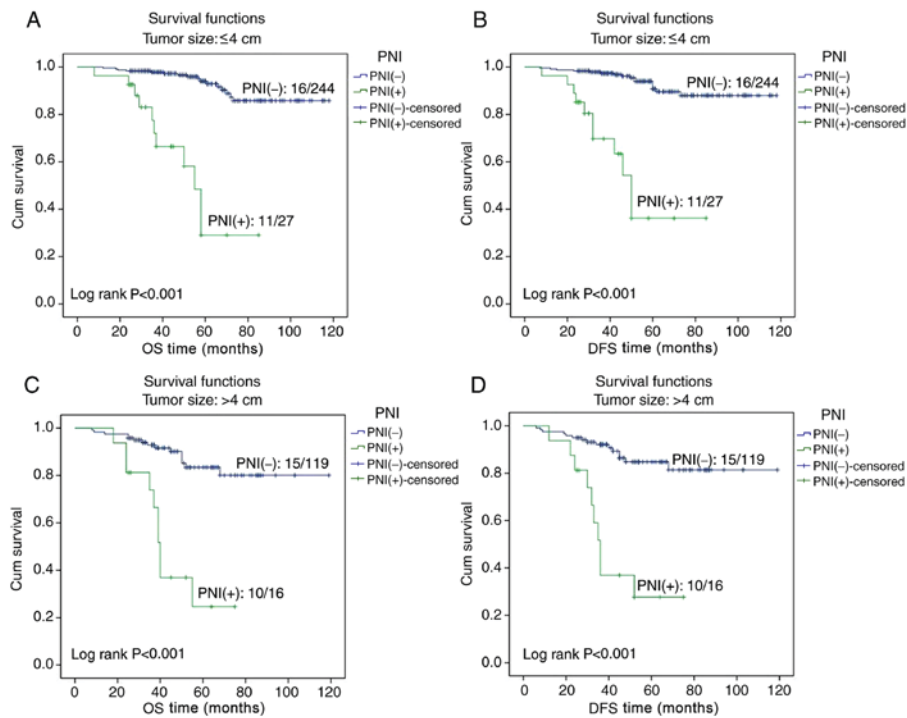 A
Survival functions
Tumor size: ≤4 cm
PNI
PNI(−)
PNI(+)
PNI(−)-censored
PNI(+)-censored
1.0
0.8
0.6
0.4
0.2
0.0
Cum survival
PNI(−): 16/244
PNI(+): 11/27
Log rank P<0.001
0 20 40 60 80 100 120
OS time (months)
B
Survival functions
Tumor size: ≤4 cm
PNI
PNI(−)
PNI(+)
PNI(−)-censored
PNI(+)-censored
1.0
0.8
0.6
0.4
0.2
0.0
Cum survival
PNI(−): 16/244
PNI(+): 11/27
Log rank P<0.001
0 20 40 60 80 100 120
DFS time (months)
C
Survival functions
Tumor size: >4 cm
PNI
PNI(−)
PNI(+)
PNI(−)-censored
PNI(+)-censored
1.0
0.8
0.6
0.4
0.2
0.0
Cum survival
PNI(−): 15/119
PNI(+): 10/16
Log rank P<0.001
0 20 40 60 80 100 120
OS time (months)
D
Survival functions
Tumor size: >4 cm
PNI
PNI(−)
PNI(+)
PNI(−)-censored
PNI(+)-censored
1.0
0.8
0.6
0.4
0.2
0.0
Cum survival
PNI(−): 15/119
PNI(+): 10/16
Log rank P<0.001
0 20 40 60 80 100 120
DFS time (months)